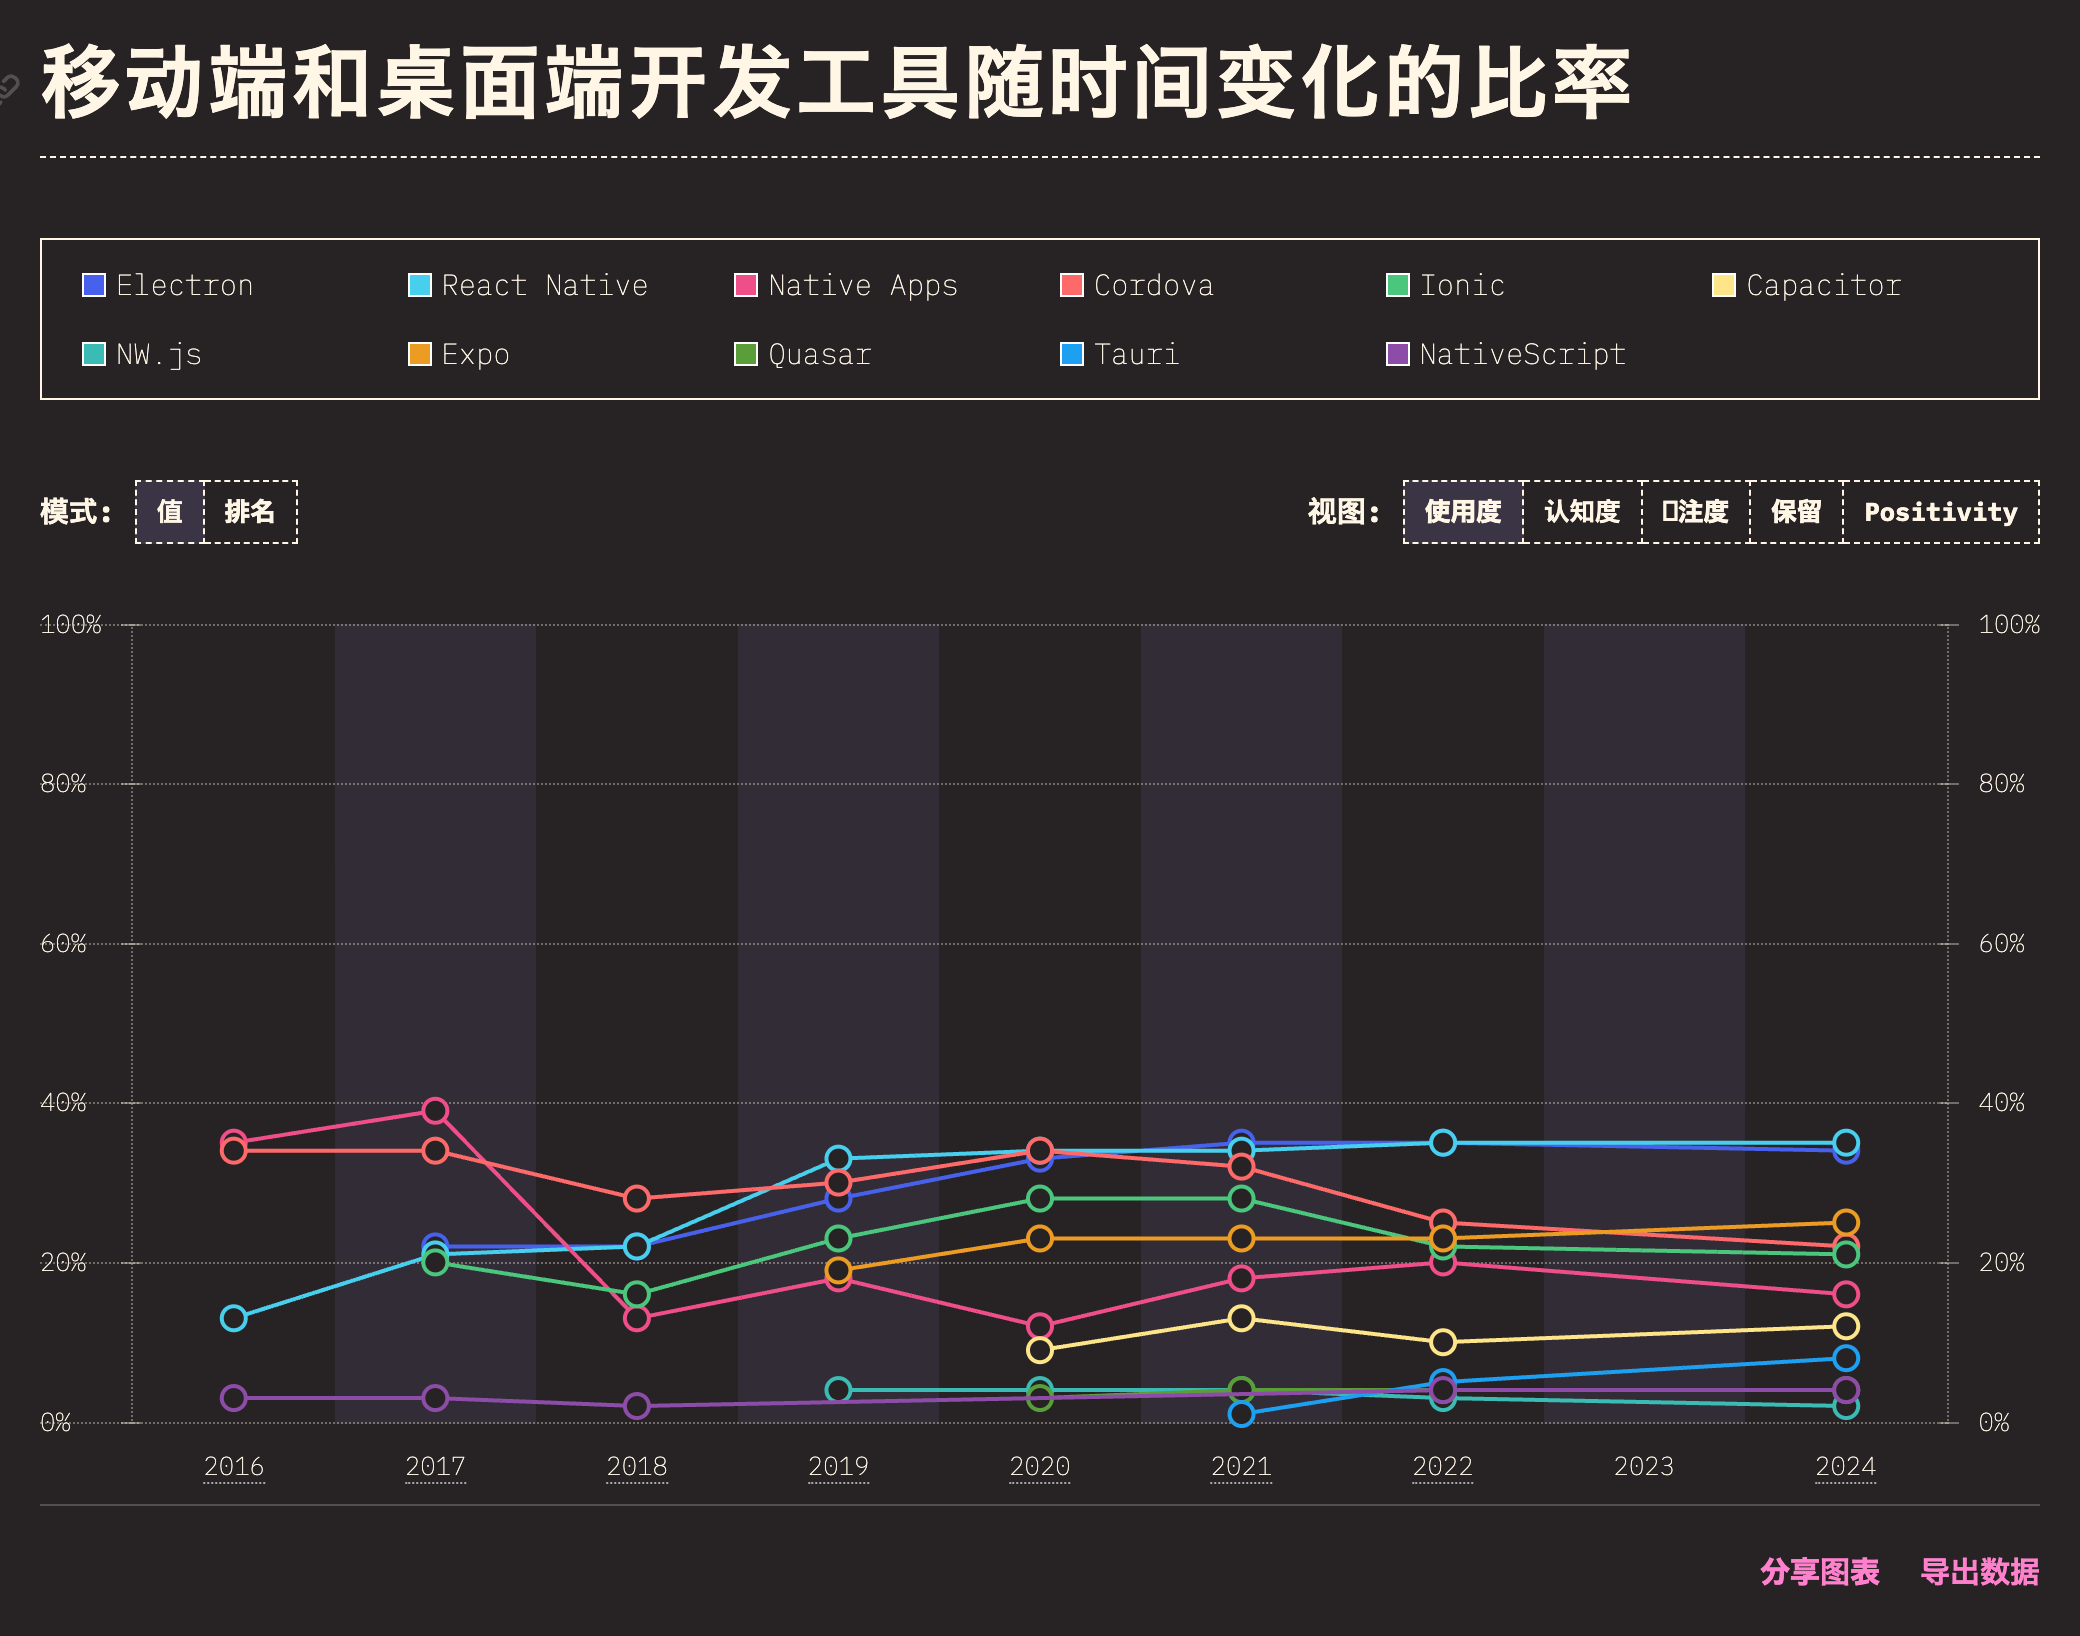 移动端和桌面端开发工具随时间变化的比率
Electron React Native Native Apps Cordova Ionic Capacitor
NW.js Expo Quasar Tauri NativeScript
模式： 值 排名 视图： 使用度 认知度 注度 保留 Positivity
100% 100%
80% 80%
60% 60%
40% 40%
20% 20%
0% 0%
2016 2017 2018 2019 2020 2021 2022 2023 2024
分享图表 导出数据